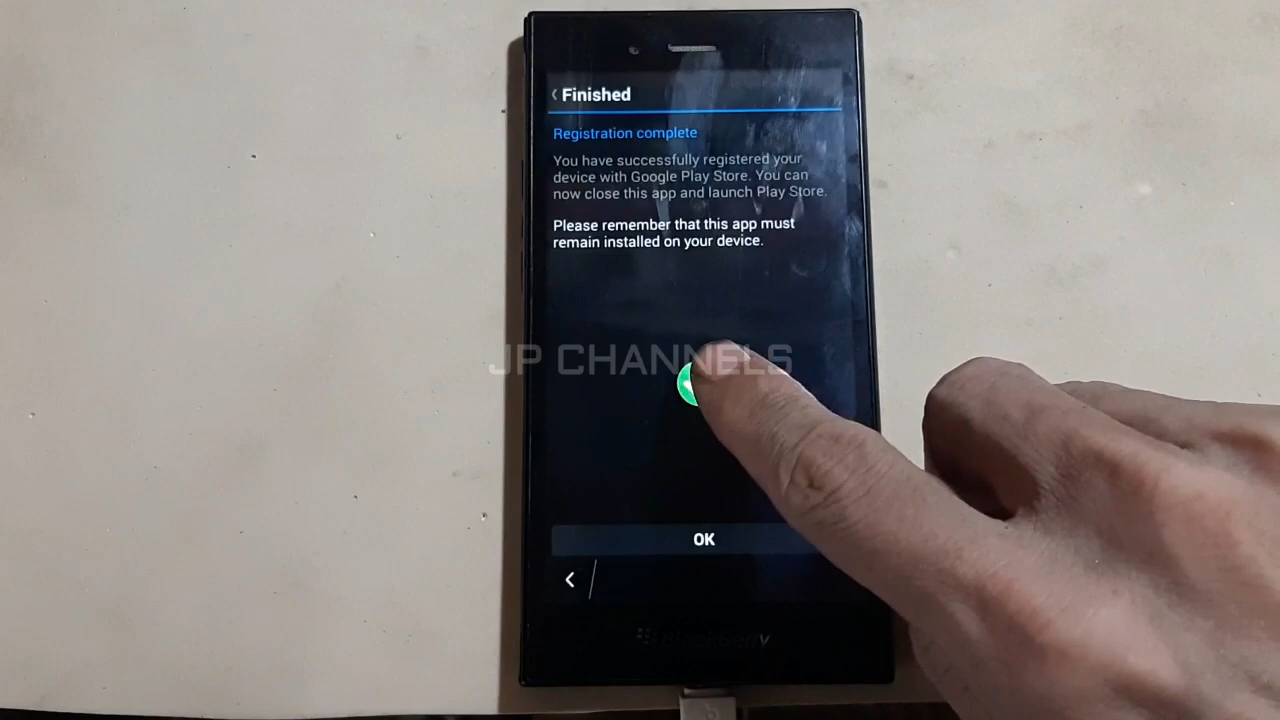 Finished
Registration complete
You have successfully registered your
device with Google Play Store. You can
now close this app and launch Play Store.
Please remember that this app must
remain installed on your device.
JP CHANNELS
OK
BlackBerry